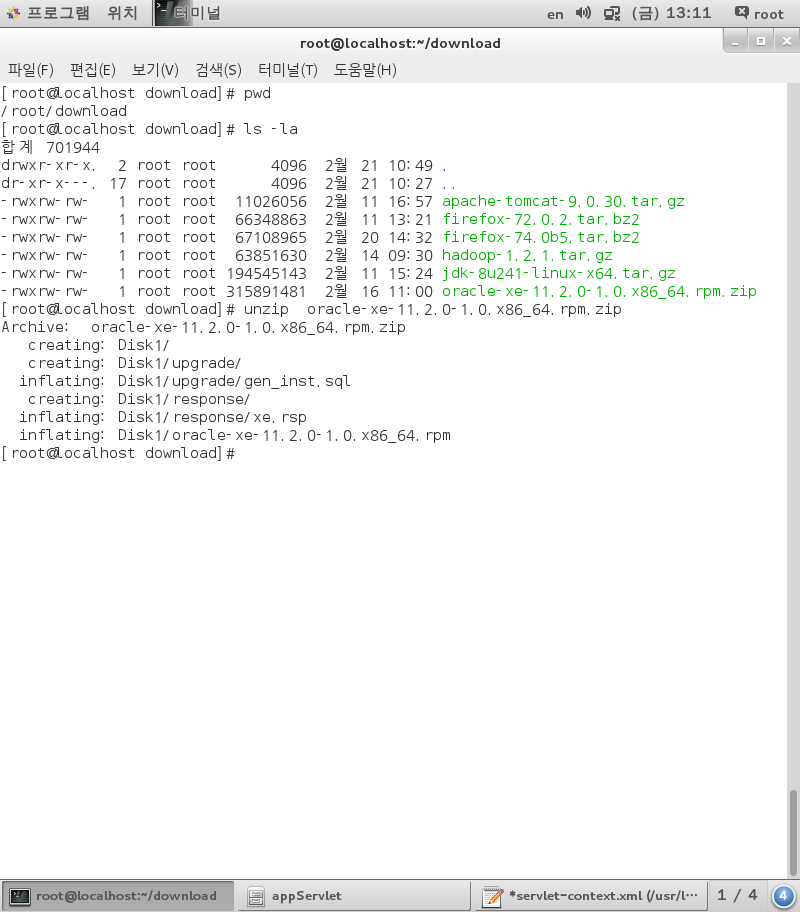 프로그램 위치 터미널 en (금) 13:11 root
root@localhost:~/download
파일(F) 편집(E) 보기(V) 검색(S) 터미널(T) 도움말(H)
[root@localhost download]# pwd
/root/download
[root@localhost download]# ls -la
합계 701944
drwxr-xr-x. 2 root root 4096 2월 21 10:49 .
dr-xr-x---. 17 root root 4096 2월 21 10:27 ..
-rwxrw-rw- 1 root root 11026056 2월 11 16:57 apache-tomcat-9.0.30.tar.gz
-rwxrw-rw- 1 root root 66348863 2월 11 13:21 firefox-72.0.2.tar.bz2
-rwxrw-rw- 1 root root 67108965 2월 20 14:32 firefox-74.0b5.tar.bz2
-rwxrw-rw- 1 root root 63851630 2월 14 09:30 hadoop-1.2.1.tar.gz
-rwxrw-rw- 1 root root 194545143 2월 11 15:24 jdk-8u241-linux-x64.tar.gz
-rwxrw-rw- 1 root root 315891481 2월 16 11:00 oracle-xe-11.2.0-1.0.x86_64.rpm.zip
[root@localhost download]# unzip oracle-xe-11.2.0-1.0.x86_64.rpm.zip
Archive: oracle-xe-11.2.0-1.0.x86_64.rpm.zip
creating: Disk1/
creating: Disk1/upgrade/
inflating: Disk1/upgrade/gen_inst.sql
creating: Disk1/response/
inflating: Disk1/response/xe.rsp
inflating: Disk1/oracle-xe-11.2.0-1.0.x86_64.rpm
[root@localhost download]#
root@localhost:~/download appServlet *servlet-context.xml (/usr/l… 1 / 4 4